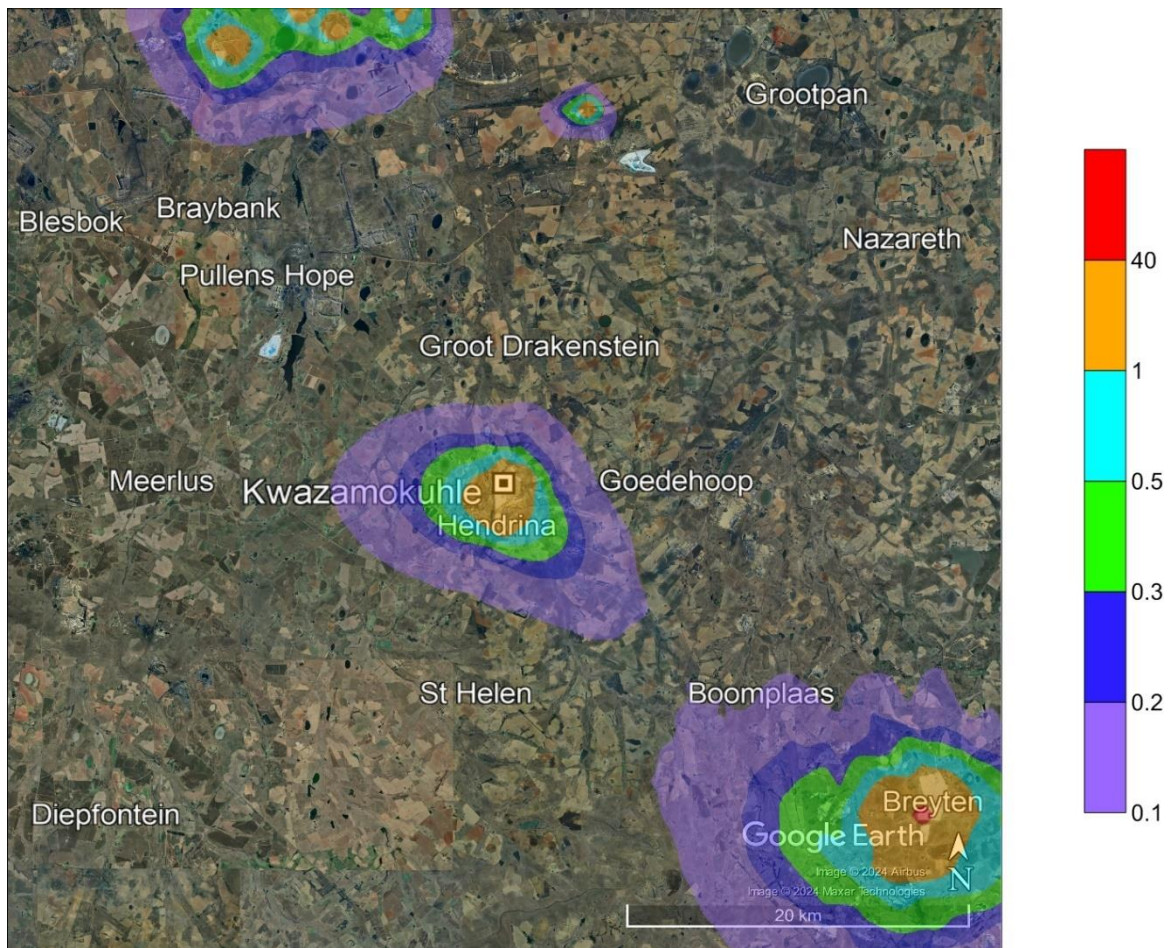 Grootpan
Blesbok
Braybank
Nazareth
Pullens Hope
Groot Drakenstein
Meerlus
Kwazamokuhle
Goedehoop
Hendrina
St Helen
Boomplaas
Diepfontein
Breyten
Google Earth
Image © 2024 Airbus
Image © 2024 Maxar Technologies
N
20 km
40
1
0.5
0.3
0.2
0.1